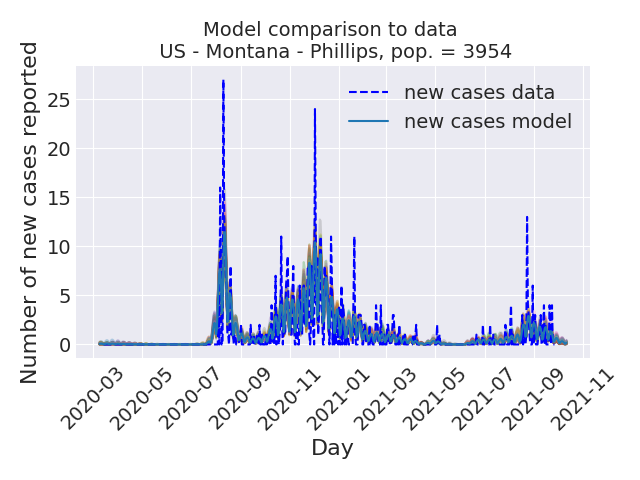 Model comparison to data
US - Montana - Phillips, pop. = 3954
Number of new cases reported
25
20
15
10
5
0
new cases data
new cases model
2020-03
2020-05
2020-07
2020-09
2020-11
2021-01
2021-03
2021-05
2021-07
2021-09
2021-11
Day